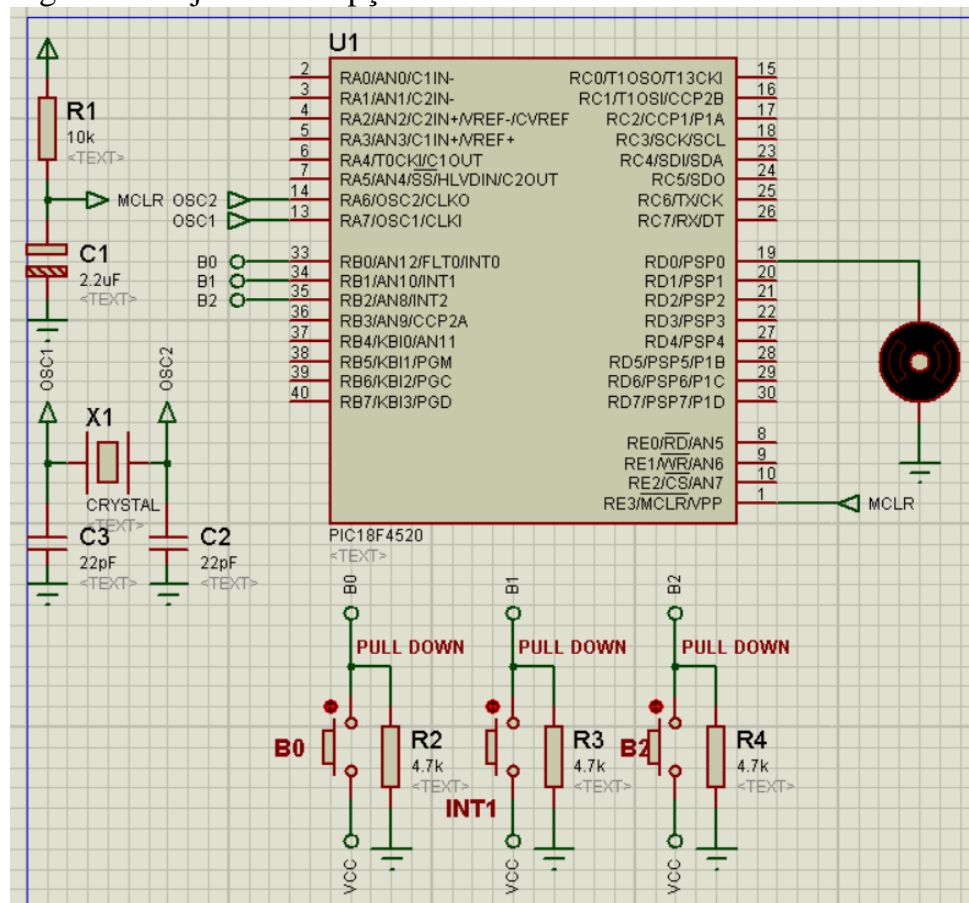 U1
2 RA0/AN0/C1IN-
3 RA1/AN1/C2IN-
4 RA2/AN2/C2IN+/VREF-/CVREF
5 RA3/AN3/C1IN+/VREF+
6 RA4/T0CKI/C1OUT
7 RA5/AN4/SS/HLVDIN/C2OUT
14 RA6/OSC2/CLKO
13 RA7/OSC1/CLKI
33 RB0/AN12/FLT0/INT0
34 RB1/AN10/INT1
35 RB2/AN8/INT2
36 RB3/AN9/CCP2A
37 RB4/KBI0/AN11
38 RB5/KBI1/PGM
39 RB6/KBI2/PGC
40 RB7/KBI3/PGD
RC0/T1OSO/T13CKI 15
RC1/T1OSI/CCP2B 16
RC2/CCP1/P1A 17
RC3/SCK/SCL 18
RC4/SDI/SDA 23
RC5/SDO 24
RC6/TX/CK 25
RC7/RX/DT 26
RD0/PSP0 19
RD1/PSP1 20
RD2/PSP2 21
RD3/PSP3 22
RD4/PSP4 27
RD5/PSP5/P1B 28
RD6/PSP6/P1C 29
RD7/PSP7/P1D 30
RE0/RD/AN5 8
RE1/WR/AN6 9
RE2/CS/AN7 10
RE3/MCLR/VPP 1
MCLR
PIC18F4520
<TEXT>
R1
10k
<TEXT>
MCLR
OSC2
OSC1
C1
2.2uF
<TEXT>
B0
B1
B2
OSC1
OSC2
X1
CRYSTAL
<TEXT>
C3
22pF
<TEXT>
C2
22pF
<TEXT>
B0
PULL DOWN
B0
R2
4.7k
<TEXT>
VCC
B1
PULL DOWN
INT1
R3
4.7k
<TEXT>
VCC
B2
PULL DOWN
B2
R4
4.7k
<TEXT>
VCC